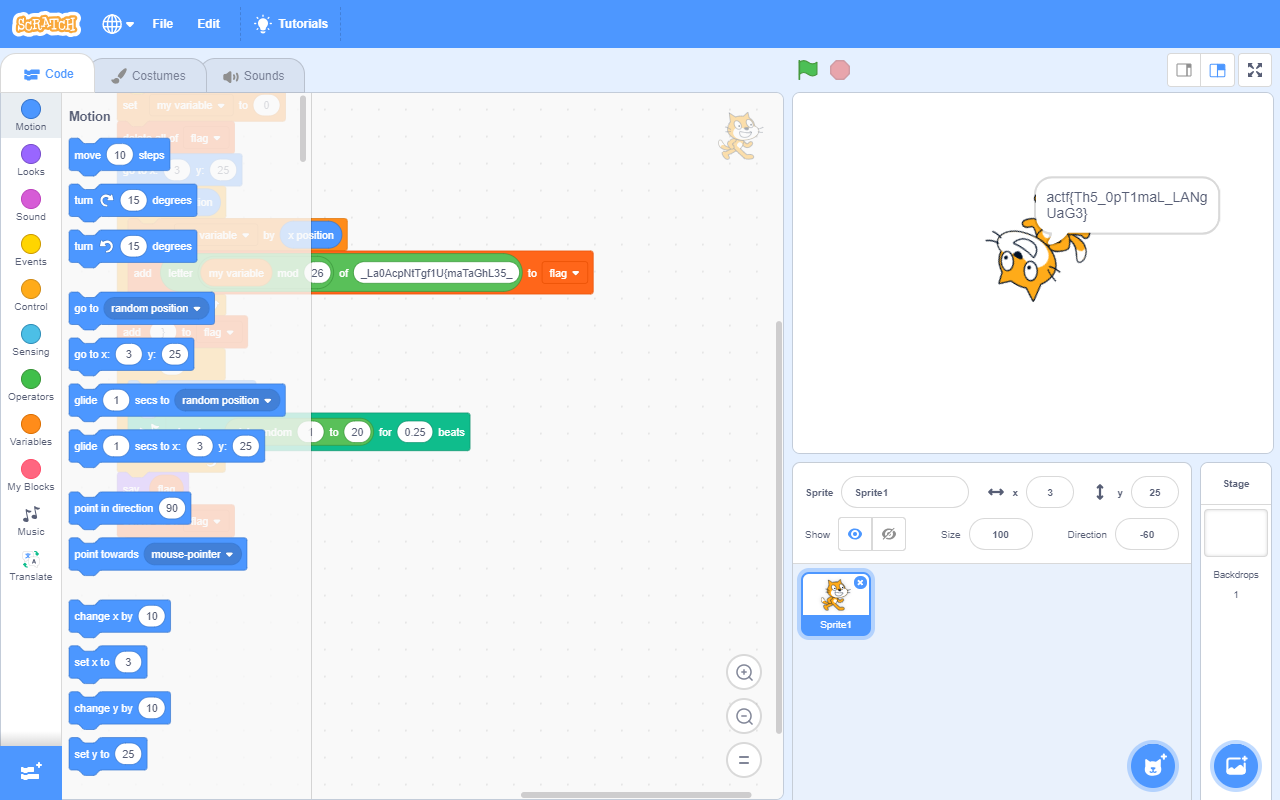 SCRATCH File Edit Tutorials
Code Costumes Sounds
Motion
Looks
Sound
Events
Control
Sensing
Operators
Variables
My Blocks
Music
Translate
Motion
move 10 steps
turn 15 degrees
turn 15 degrees
go to random position
go to x: 3 y: 25
glide 1 secs to random position
glide 1 secs to x: 3 y: 25
point in direction 90
point towards mouse-pointer
change x by 10
set x to 3
change y by 10
set y to 25
set my variable to 0
of flag
3 y: 25
variable by x position
add letter my variable mod 26 of _La0AcpNtTgf1U{maTaGhL35_ to flag
add } to flag
1 to 20 for 0.25 beats
say flag
flag
actf{Th5_0pT1maL_LANg
UaG3}
Sprite Sprite1 x 3 y 25
Show Size 100 Direction -60
Sprite1
Stage
Backdrops
1